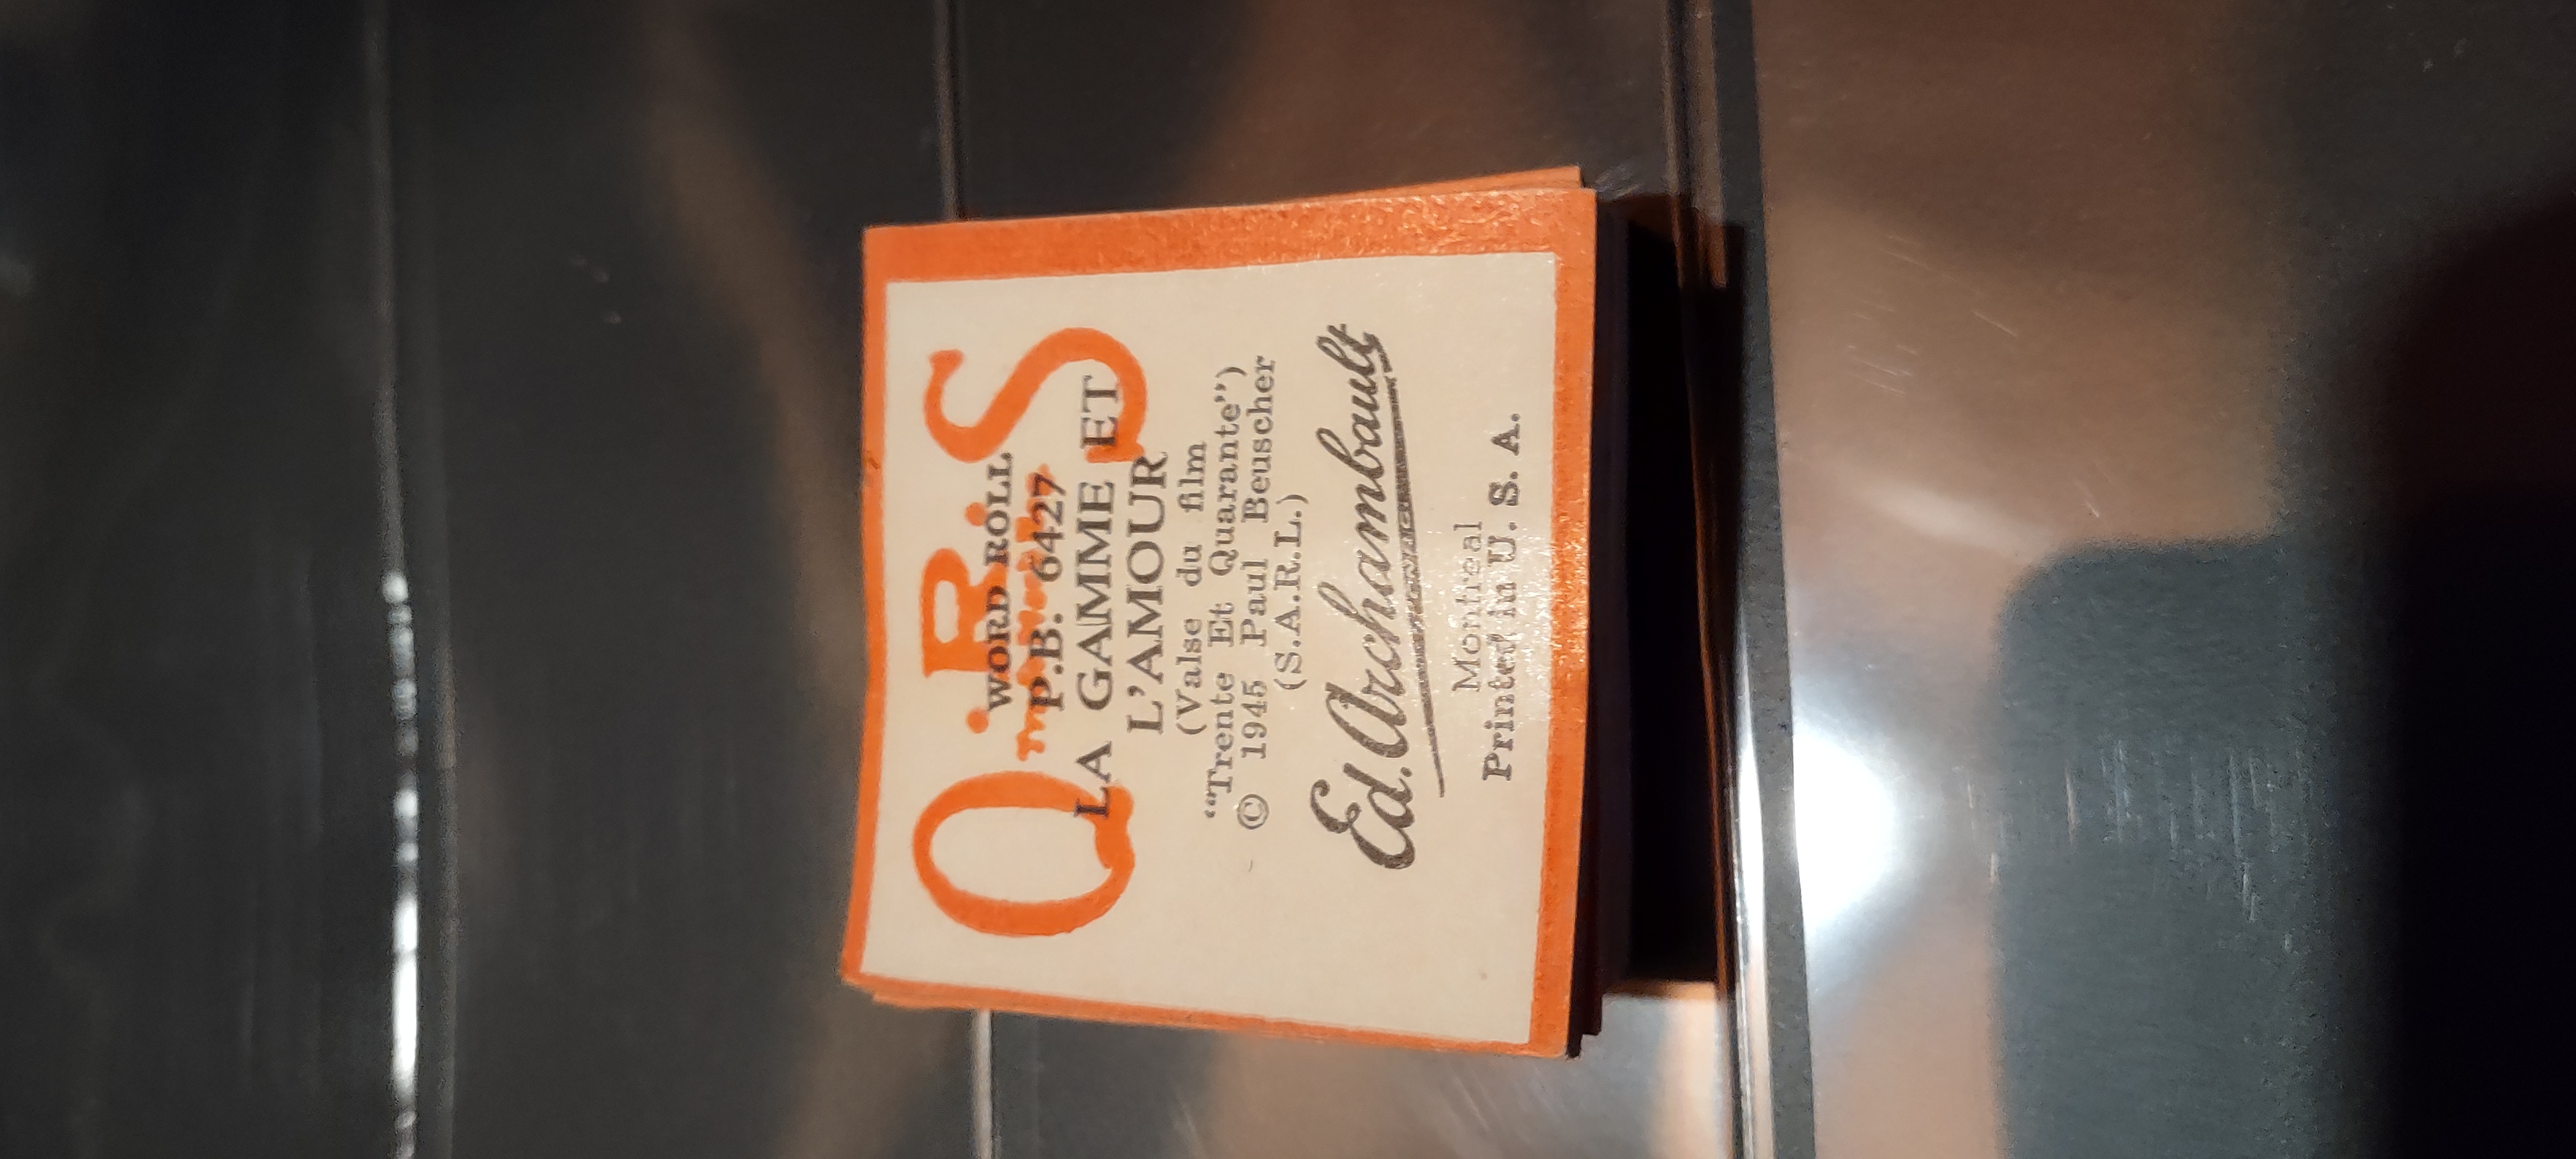 Q.R.S
WORD ROLL
P.B. 6427
LA GAMME ET
L'AMOUR
(Valse du film
"Trente Et Quarante")
© 1945 Paul Beuscher
(S.A.R.L.)
Ed. Archambault
Montreal
Printed in U. S. A.